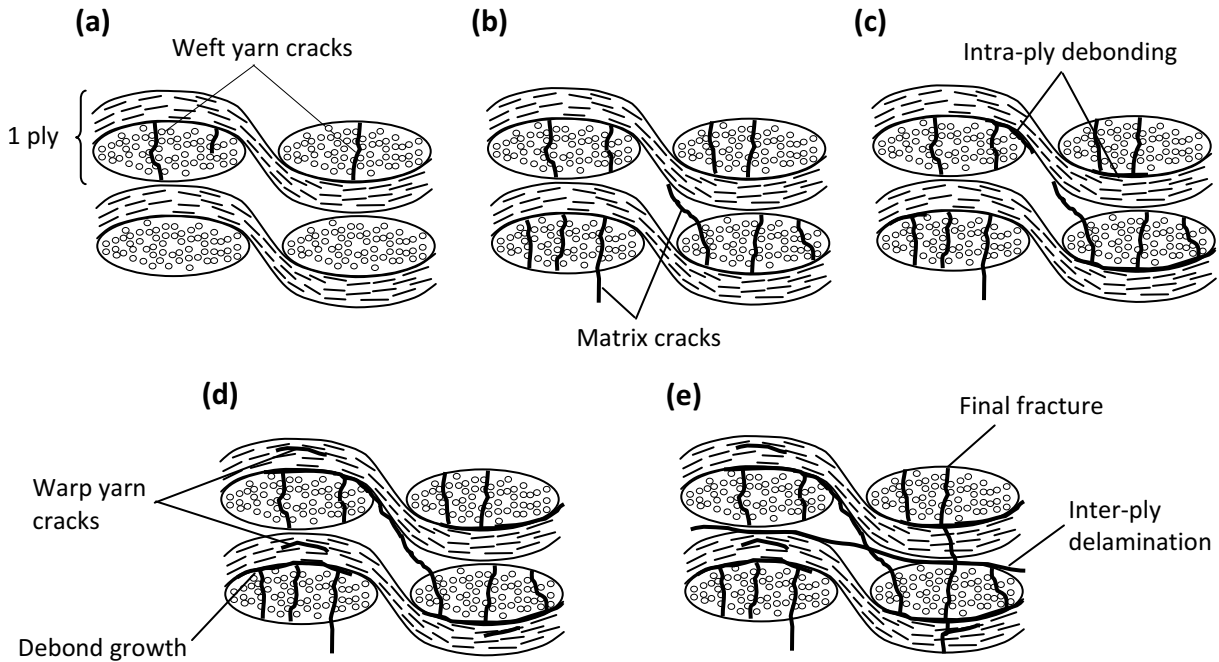 (a)
Weft yarn cracks
1 ply
(b)
Matrix cracks
(c)
Intra-ply debonding
(d)
Warp yarn
cracks
Debond growth
(e)
Final fracture
Inter-ply
delamination